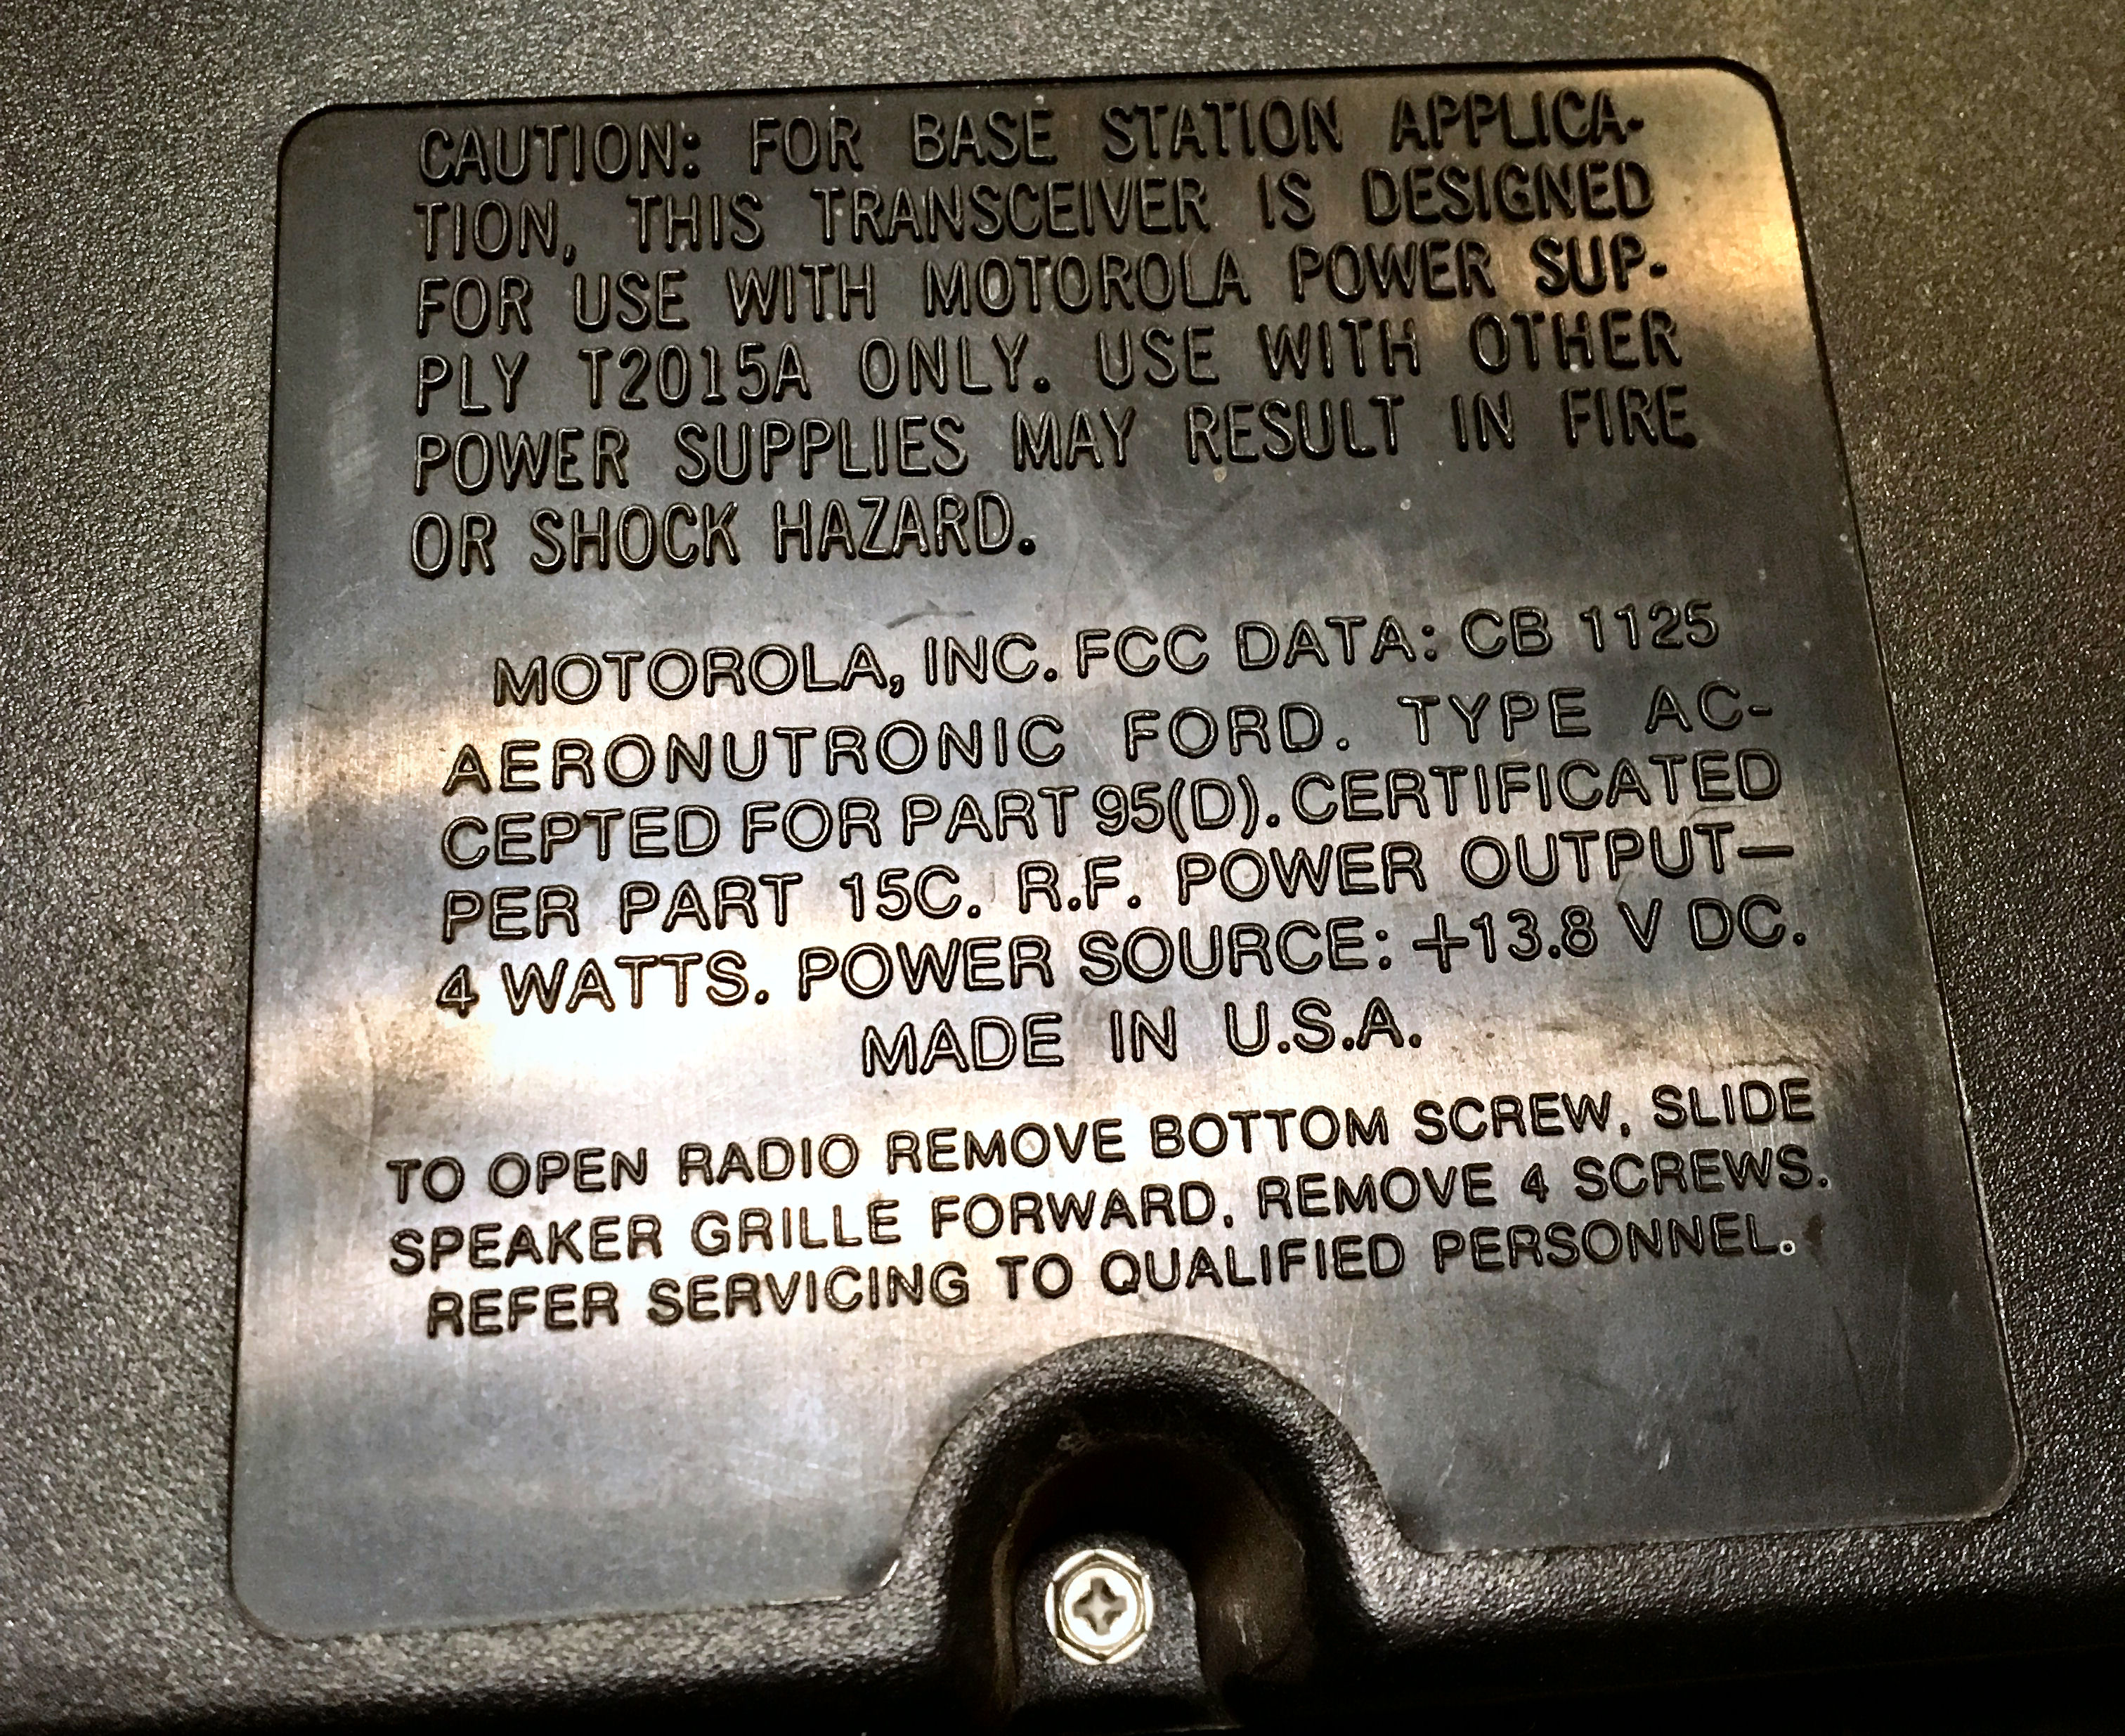 CAUTION: FOR BASE STATION APPLICA-
TION, THIS TRANSCEIVER IS DESIGNED
FOR USE WITH MOTOROLA POWER SUP-
PLY T2015A ONLY. USE WITH OTHER
POWER SUPPLIES MAY RESULT IN FIRE
OR SHOCK HAZARD.
MOTOROLA, INC. FCC DATA: CB 1125
AERONUTRONIC FORD. TYPE AC-
CEPTED FOR PART 95(D). CERTIFICATED
PER PART 15C. R.F. POWER OUTPUT—
4 WATTS. POWER SOURCE: +13.8 V DC.
MADE IN U.S.A.
TO OPEN RADIO REMOVE BOTTOM SCREW, SLIDE
SPEAKER GRILLE FORWARD, REMOVE 4 SCREWS.
REFER SERVICING TO QUALIFIED PERSONNEL.